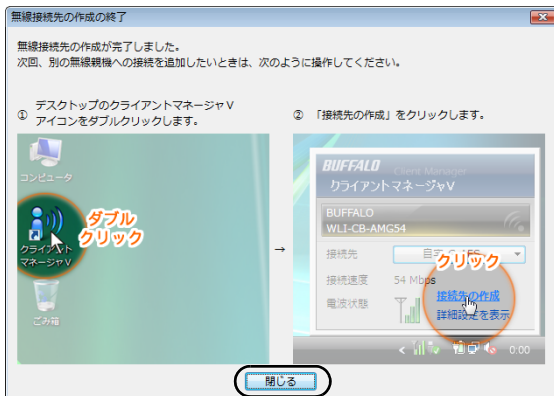 無線接続先の作成の終了
無線接続先の作成が完了しました。
次回、別の無線親機への接続を追加したいときは、次のように操作してください。
① デスクトップのクライアントマネージャV
アイコンをダブルクリックします。
コンピュータ
クライアント
マネージャV
ダブル
クリック
ごみ箱
→
② 「接続先の作成」をクリックします。
BUFFALO Client Manager
クライアントマネージャV
BUFFALO
WLI-CB-AMG54
接続先 自宅
クリック
接続速度 54 Mbps
接続先の作成
電波状態
詳細設定を表示
< 0:00
閉じる